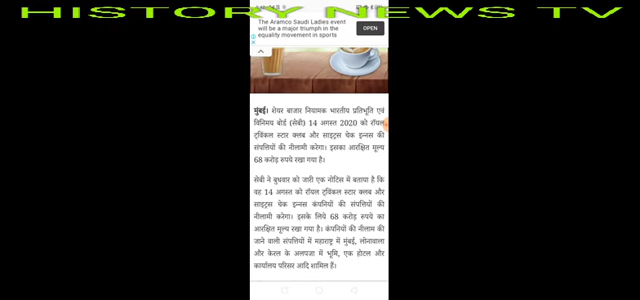 HISTORY NEWS TV
The Aramco Saudi Ladies event
will be a major triumph in the
equality movement in sports
OPEN
मुंबई। शेयर बाजार नियामक भारतीय प्रतिभूति एवं
विनिमय बोर्ड (सेबी) 14 अगस्त 2020 को रॉयल
ट्विंकल स्टार क्लब और साइट्रस चेक इन्नस की
संपत्तियों की नीलामी करेगा। इसका आरक्षित मूल्य
68 करोड़ रुपये रखा गया है।
सेबी ने बुधवार को जारी एक नोटिस में बताया है कि
वह 14 अगस्त को रॉयल ट्विंकल स्टार क्लब और
साइट्रस चेक इन्नस कंपनियों की संपत्तियों की
नीलामी करेगा। इसके लिये 68 करोड़ रुपये का
आरक्षित मूल्य रखा गया है। कंपनियों की नीलाम की
जाने वाली संपत्तियों में महाराष्ट्र में मुंबई, लोनावाला
और केरल के अलपजा में भूमि, एक होटल और
कार्यालय परिसर आदि शामिल हैं।